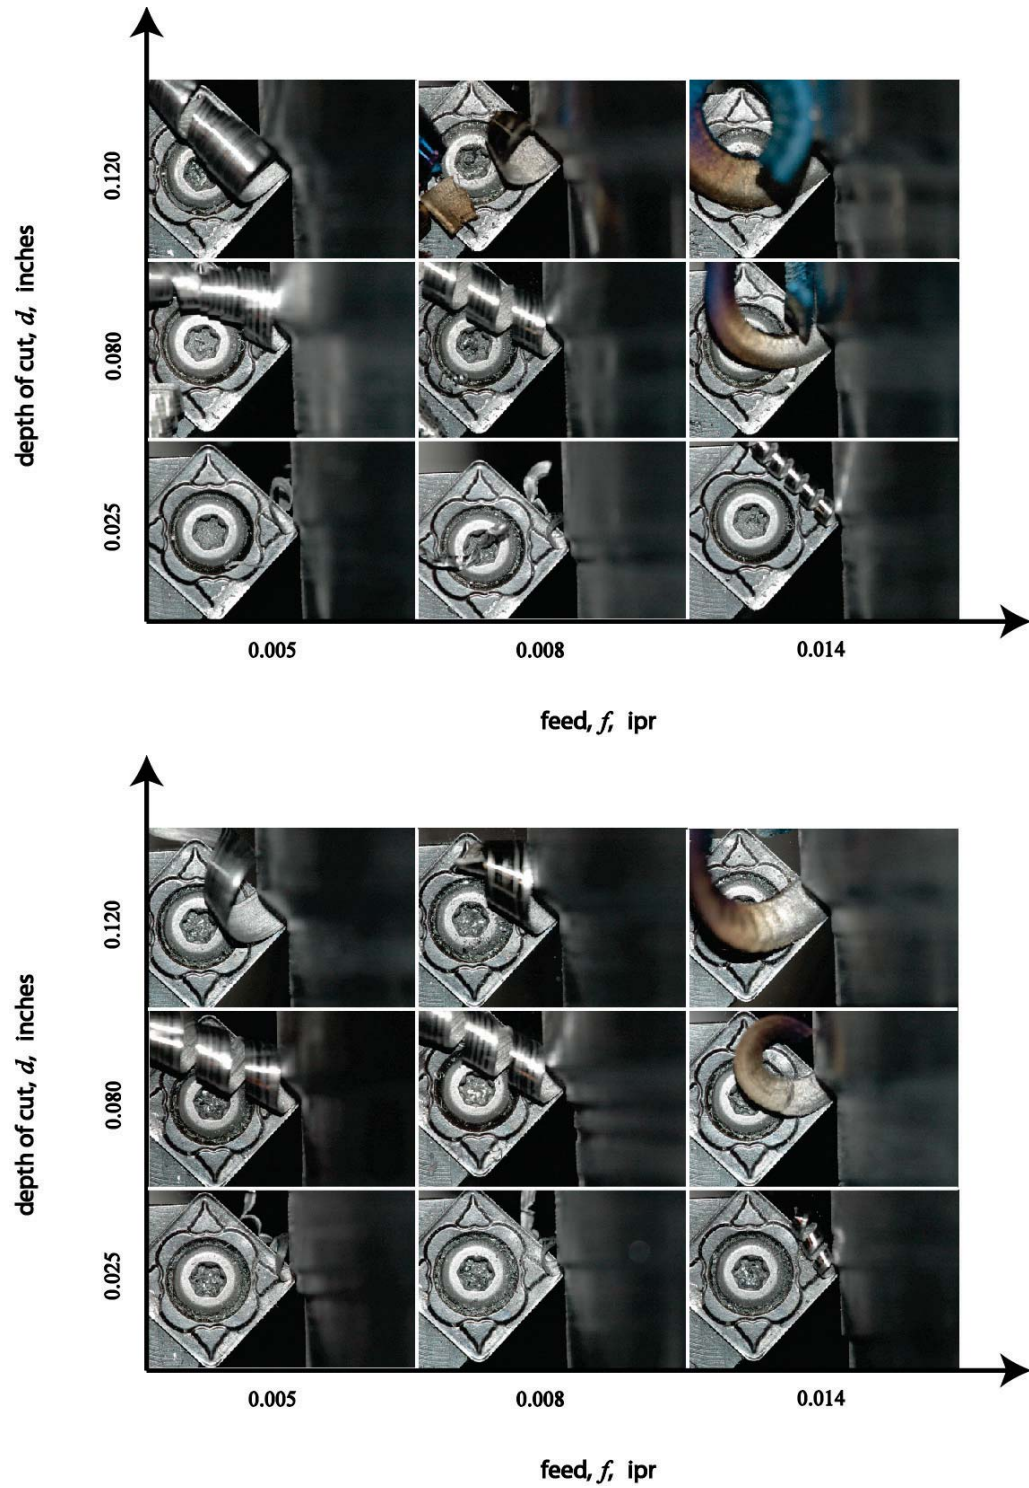 depth of cut, d, inches
0.120
0.080
0.025
0.005 0.008 0.014
feed, f, ipr
depth of cut, d, inches
0.120
0.080
0.025
0.005 0.008 0.014
feed, f, ipr